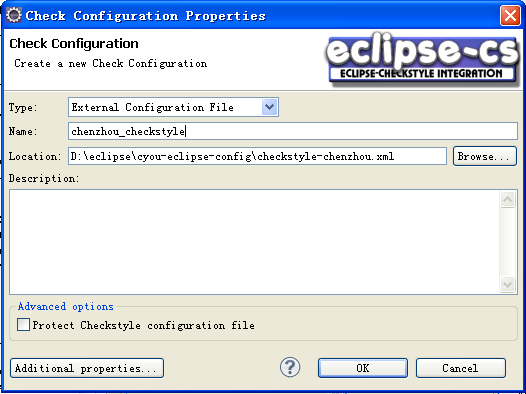 Check Configuration Properties
Check Configuration
Create a new Check Configuration
eclipse-cs
ECLIPSE-CHECKSTYLE INTEGRATION
Type: External Configuration File
Name: chenzhou_checkstyle
Location: D:\eclipse\cyou-eclipse-config\checkstyle-chenzhou.xml Browse...
Description:
Advanced options
Protect Checkstyle configuration file
Additional properties... ? OK Cancel